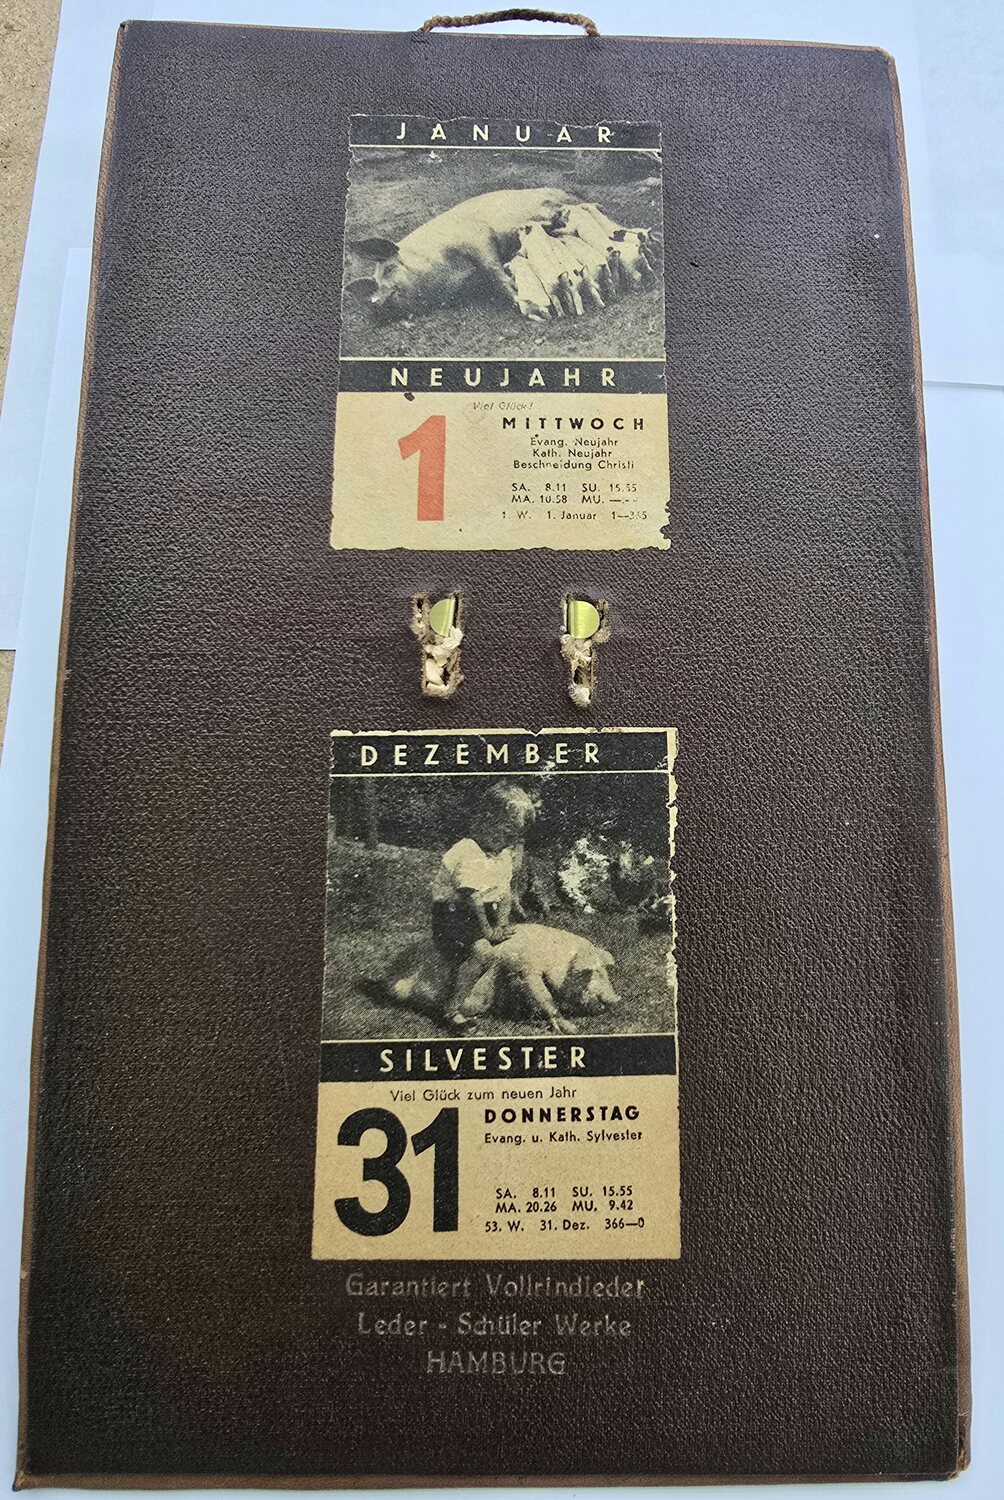 JANUAR
NEUJAHR
Viel Glück!
1
MITTWOCH
Evang. Neujahr
Kath. Neujahr
Beschneidung Christi
SA. 8.11 SU. 15.55
MA. 10.58 MU. —.—
1. W. 1. Januar 1—365
DEZEMBER
SILVESTER
Viel Glück zum neuen Jahr
31
DONNERSTAG
Evang. u. Kath. Sylvester
SA. 8.11 SU. 15.55
MA. 20.26 MU. 9.42
53. W. 31. Dez. 366—0
Garantiert Vollrindleder
Leder - Schüler Werke
HAMBURG